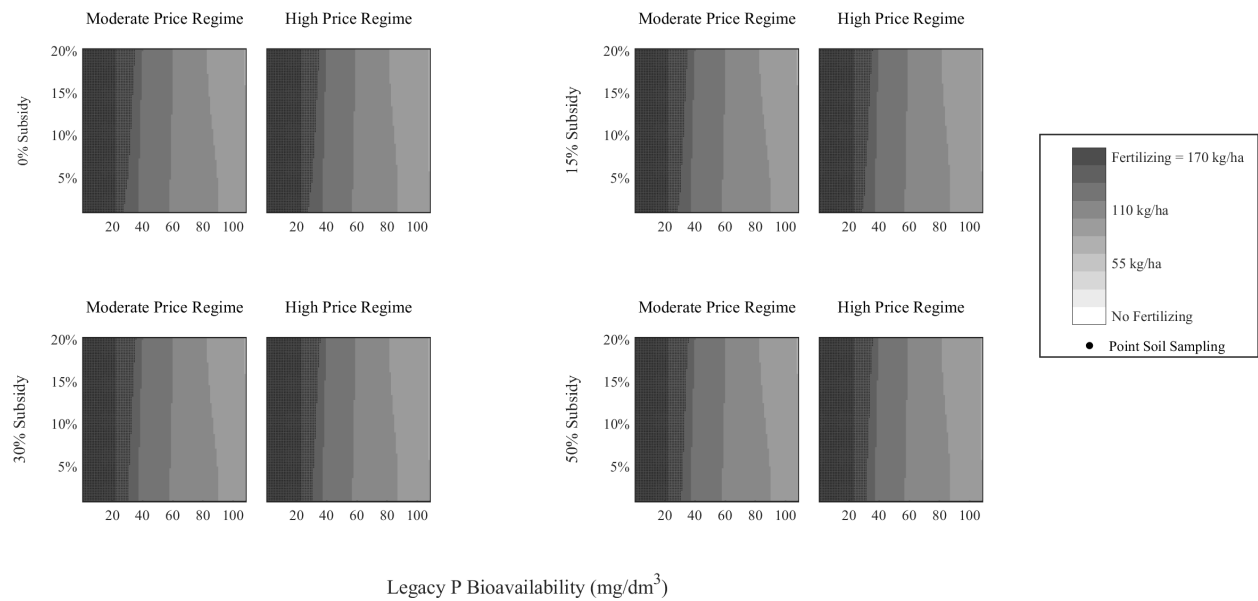 Moderate Price Regime High Price Regime
20%
15%
10%
5%
0% Subsidy
20 40 60 80 100 20 40 60 80 100
Moderate Price Regime High Price Regime
20%
15%
10%
5%
15% Subsidy
20 40 60 80 100 20 40 60 80 100
Moderate Price Regime High Price Regime
20%
15%
10%
5%
30% Subsidy
20 40 60 80 100 20 40 60 80 100
Moderate Price Regime High Price Regime
20%
15%
10%
5%
50% Subsidy
20 40 60 80 100 20 40 60 80 100
Fertilizing = 170 kg/ha
110 kg/ha
55 kg/ha
No Fertilizing
Point Soil Sampling
Legacy P Bioavailability (mg/dm³)